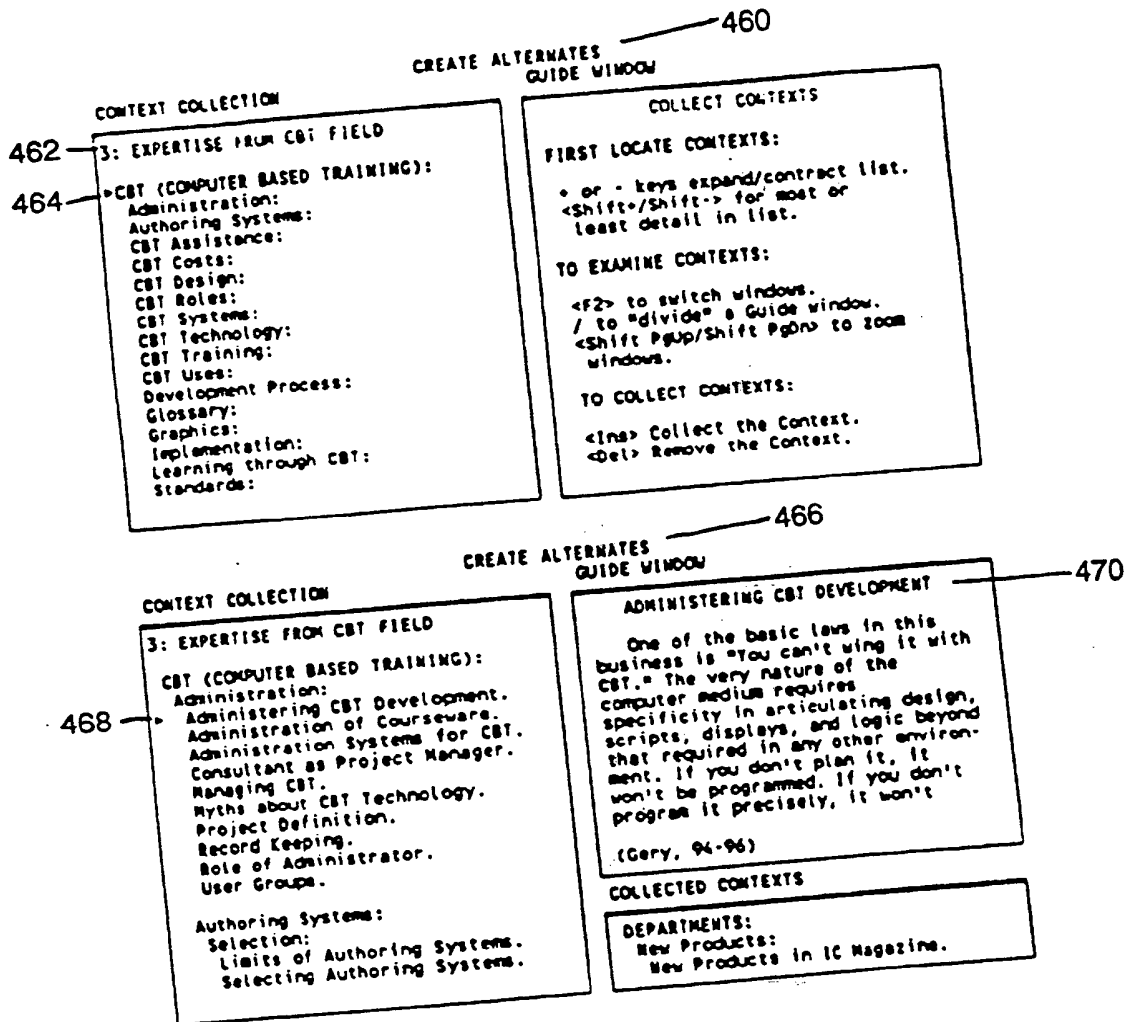 460
CREATE ALTERNATES
CONTEXT COLLECTION
GUIDE WINDOW
462
3: EXPERTISE FROM CBT FIELD
464
CBT (COMPUTER BASED TRAINING):
Administration:
Authoring Systems:
CBT Assistance:
CBT Costs:
CBT Design:
CBT Roles:
CBT Systems:
CBT Technology:
CBT Training:
CBT Uses:
Development Process:
Glossary:
Graphics:
Implementation:
Learning through CBT:
Standards:
COLLECT CONTEXTS
FIRST LOCATE CONTEXTS:
+ or - keys expand/contract list.
<Shift+/Shift-> for most or
least detail in list.
TO EXAMINE CONTEXTS:
<F2> to switch windows.
/ to "divide" a Guide window.
<Shift PgUp/Shift PgDn> to zoom
windows.
TO COLLECT CONTEXTS:
<Ins> Collect the Context.
<Del> Remove the Context.
466
CREATE ALTERNATES
CONTEXT COLLECTION
GUIDE WINDOW
3: EXPERTISE FROM CBT FIELD
CBT (COMPUTER BASED TRAINING):
Administration:
468
Administering CBT Development.
Administration of Courseware.
Administration Systems for CBT.
Consultant as Project Manager.
Managing CBT.
Myths about CBT Technology.
Project Definition.
Record Keeping.
Role of Administrator.
User Groups.
Authoring Systems:
Selection:
Limits of Authoring Systems.
Selecting Authoring Systems.
470
ADMINISTERING CBT DEVELOPMENT
One of the basic laws in this
business is "You can't wing it with
CBT." The very nature of the
computer medium requires
specificity in articulating design,
scripts, displays, and logic beyond
that required in any other environ-
ment. If you don't plan it, it
won't be programmed. If you don't
program it precisely, it won't
(Gery, 94-96)
COLLECTED CONTEXTS
DEPARTMENTS:
New Products:
New Products in IC Magazine.